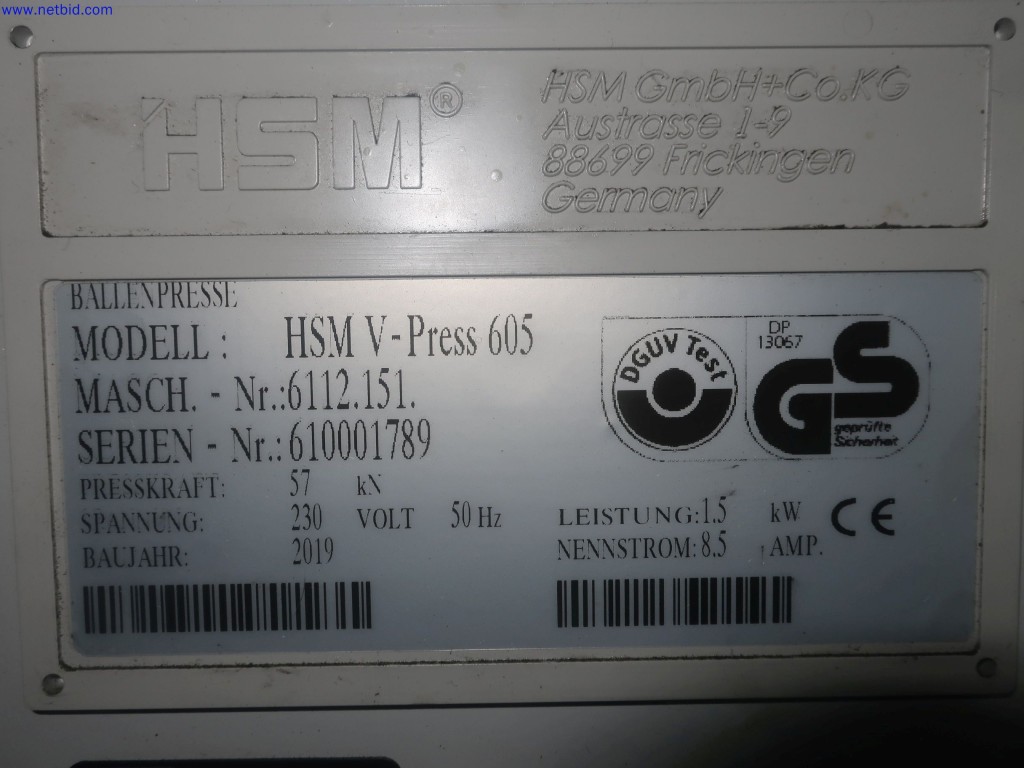 www.netbid.com
HSM®
HSM GmbH+Co.KG
Austrasse 1-9
88699 Frickingen
Germany
BALLENPRESSE
MODELL : HSM V-Press 605
MASCH. - Nr.:6112.151.
SERIEN - Nr.:610001789
PRESSKRAFT: 57 kN
SPANNUNG: 230 VOLT 50 Hz
BAUJAHR: 2019
LEISTUNG:1.5 kW
NENNSTROM:8.5 AMP.
CE
DGUV Test
DP
13067
GS
geprüfte
Sicherheit